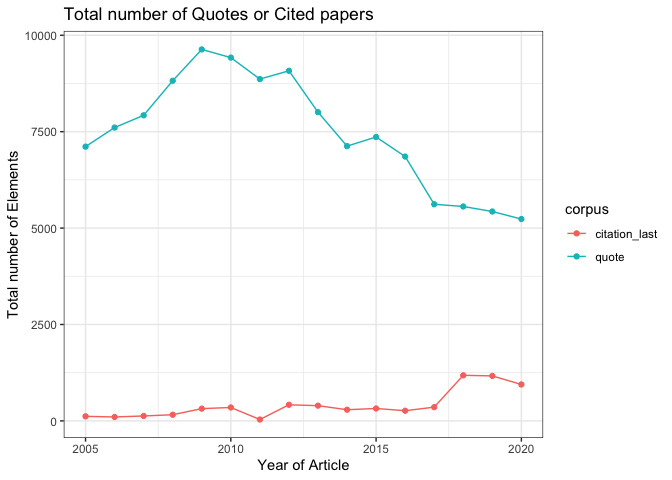 Total number of Quotes or Cited papers
Total number of Elements
10000
7500
5000
2500
0
2005
2010
2015
2020
Year of Article
corpus
citation_last
quote